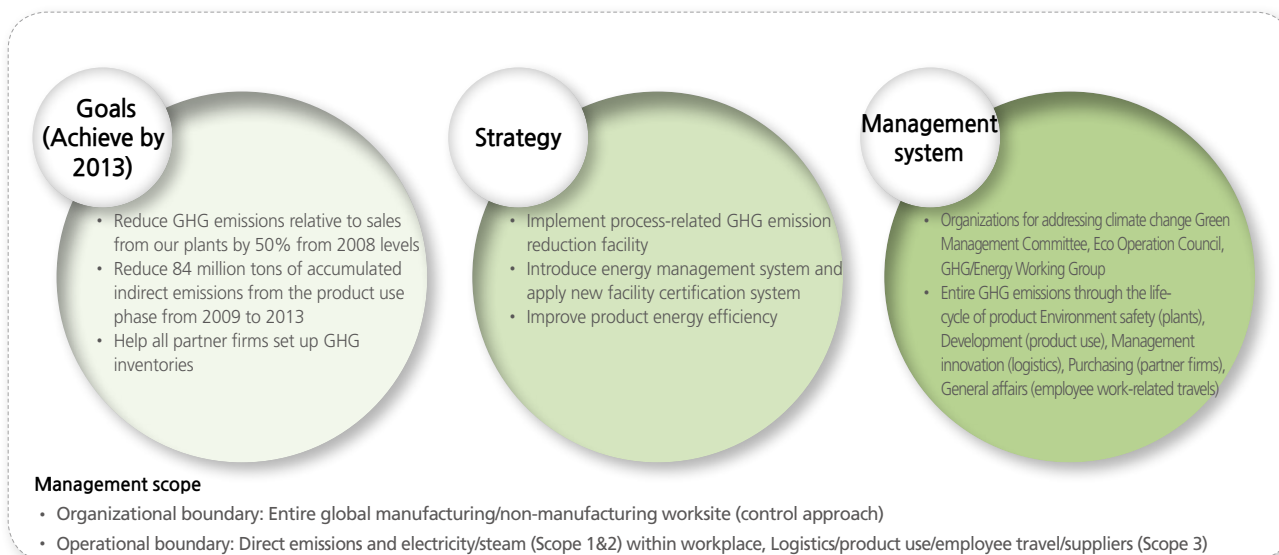 Goals
(Achieve by
2013)
• Reduce GHG emissions relative to sales
from our plants by 50% from 2008 levels
• Reduce 84 million tons of accumulated
indirect emissions from the product use
phase from 2009 to 2013
• Help all partner firms set up GHG
inventories
Strategy
• Implement process-related GHG emission
reduction facility
• Introduce energy management system and
apply new facility certification system
• Improve product energy efficiency
Management
system
• Organizations for addressing climate change Green
Management Committee, Eco Operation Council,
GHG/Energy Working Group
• Entire GHG emissions through the life-
cycle of product Environment safety (plants),
Development (product use), Management
innovation (logistics), Purchasing (partner firms),
General affairs (employee work-related travels)
Management scope
• Organizational boundary: Entire global manufacturing/non-manufacturing worksite (control approach)
• Operational boundary: Direct emissions and electricity/steam (Scope 1&2) within workplace, Logistics/product use/employee travel/suppliers (Scope 3)